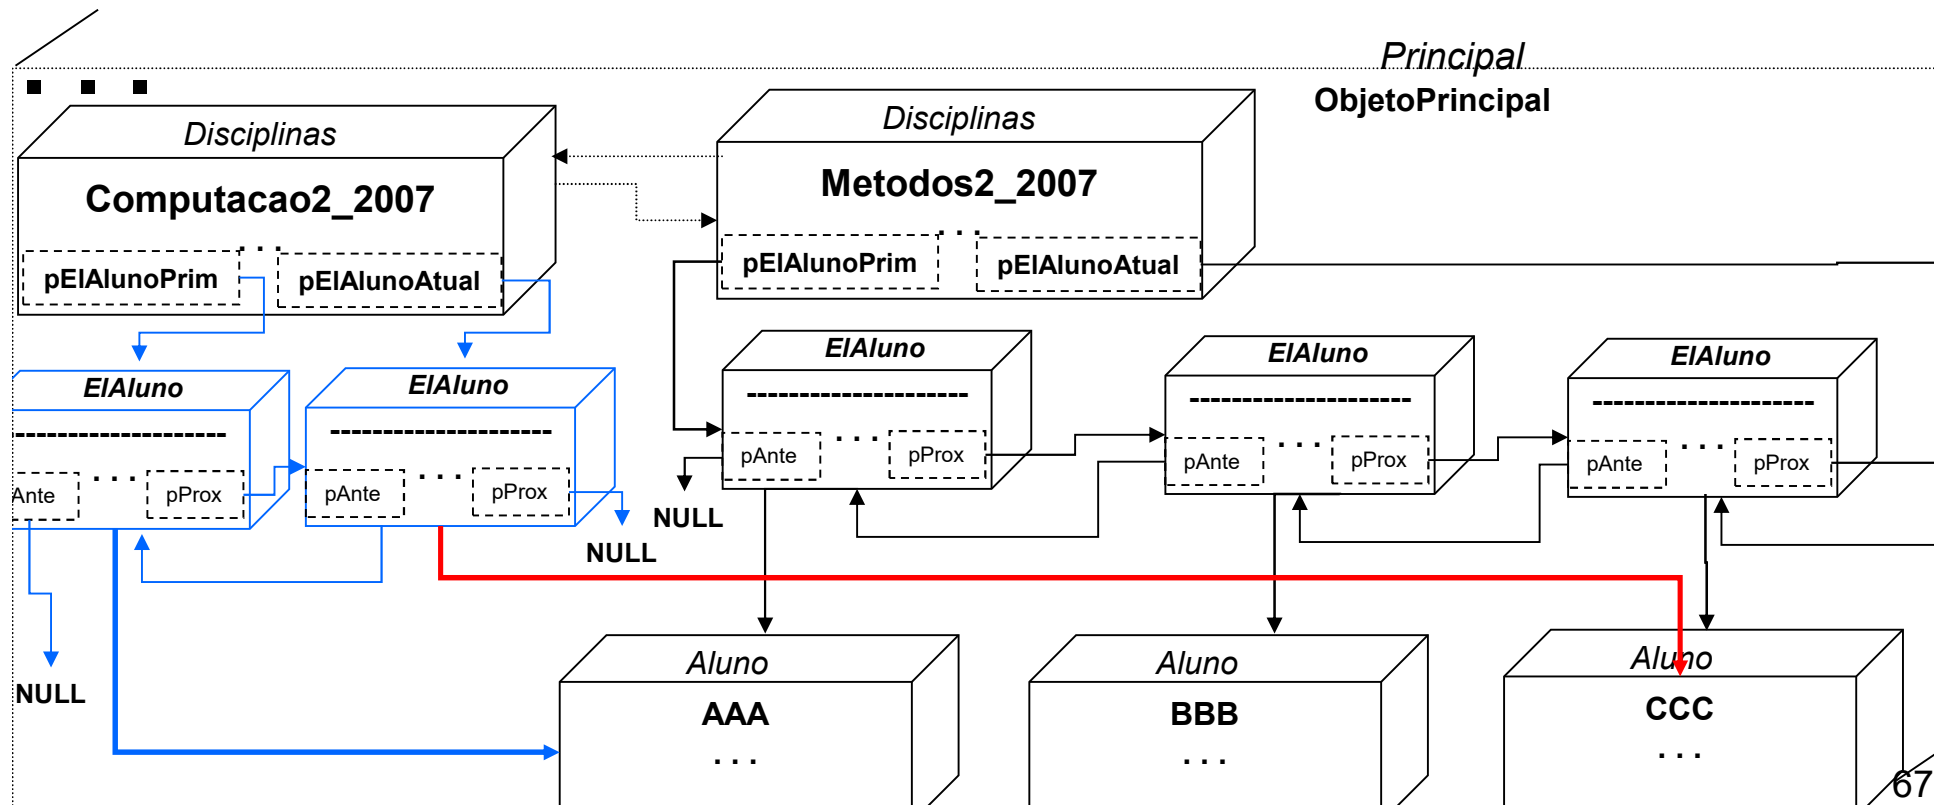 Principal
ObjetoPrincipal
Disciplinas
Computacao2_2007
. . .
pElAlunoPrim
pElAlunoAtual
Disciplinas
Metodos2_2007
. . .
pElAlunoPrim
pElAlunoAtual
ElAluno
---------------------
Ante
. . .
pProx
ElAluno
---------------------
pAnte
. . .
pProx
ElAluno
---------------------
pAnte
. . .
pProx
ElAluno
---------------------
pAnte
. . .
pProx
ElAluno
---------------------
pAnte
. . .
pProx
NULL
NULL
NULL
Aluno
AAA
. . .
Aluno
BBB
. . .
Aluno
CCC
. . .
67